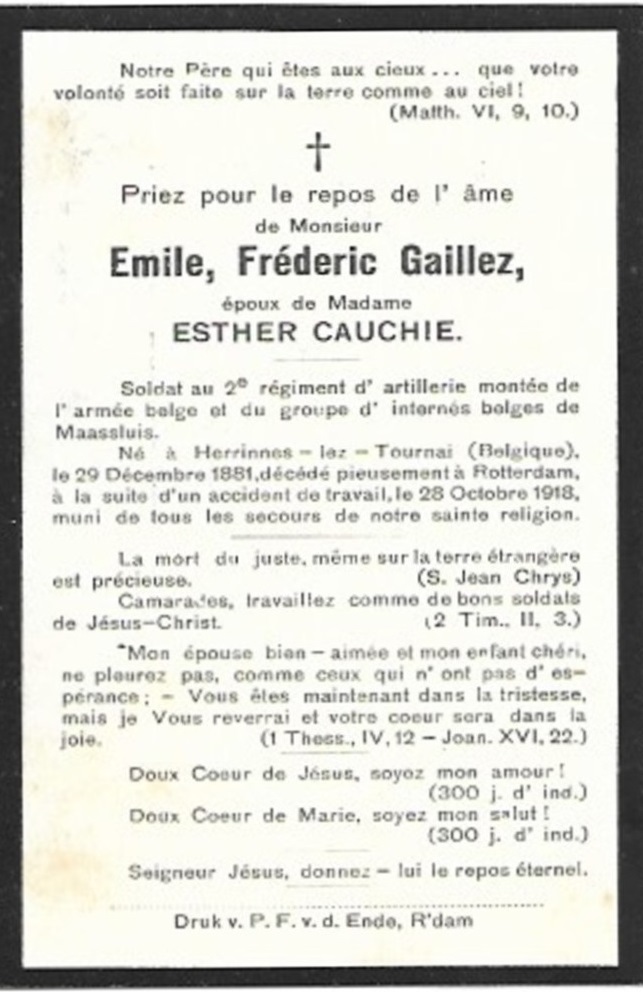 Notre Père qui êtes aux cieux... que votre
volonté soit faite sur la terre comme au ciel!
(Matth. VI, 9, 10.)
Priez pour le repos de l' âme
de Monsieur
Emile, Fréderic Gaillez,
époux de Madame
ESTHER CAUCHIE.
Soldat au 2e régiment d' artillerie montée de
l' armée belge et du groupe d' internés belges de
Maassluis.
Né à Herrinnes-lez-Tournai (Belgique),
le 29 Décembre 1881, décédé pieusement à Rotterdam,
à la suite d'un accident de travail, le 28 Octobre 1918,
muni de tous les secours de notre sainte religion.
La mort du juste, même sur la terre étrangère
est précieuse. (S. Jean Chrys)
Camarades, travaillez comme de bons soldats
de Jésus-Christ. (2 Tim., II, 3.)
"Mon épouse bien-aimée et mon enfant chéri,
ne pleurez pas, comme ceux qui n' ont pas d' es-
pérance; - Vous êtes maintenant dans la tristesse,
mais je Vous reverrai et votre coeur sera dans la
joie. (1 Thess., IV, 12 - Joan. XVI, 22.)
Doux Coeur de Jésus, soyez mon amour!
(300 j. d' ind.)
Doux Coeur de Marie, soyez mon salut!
(300 j. d' ind.)
Seigneur Jésus, donnez-lui le repos éternel.
Druk v. P. F. v. d. Ende, R'dam